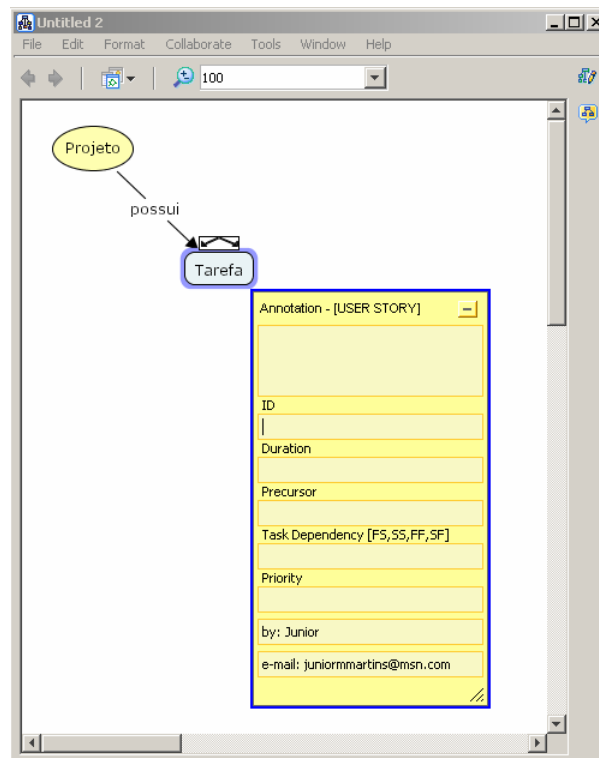 Untitled 2
File Edit Format Collaborate Tools Window Help
100
Projeto
possui
Tarefa
Annotation - [USER STORY]
ID
Duration
Precursor
Task Dependency [FS,SS,FF,SF]
Priority
by: Junior
e-mail: juniormmartins@msn.com